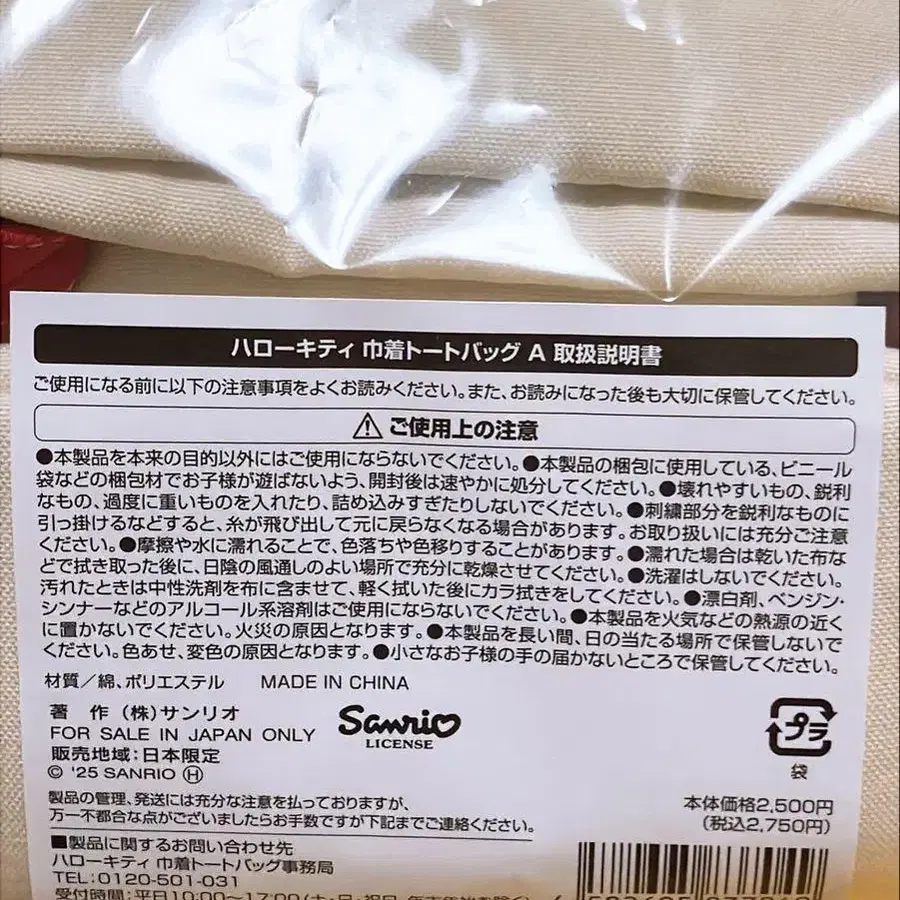 ハローキティ 巾着トートバッグ A 取扱説明書
ご使用になる前に以下の注意事項をよくお読みください。また、お読みになった後も大切に保管してください。
⚠ご使用上の注意
●本製品を本来の目的以外にはご使用にならないでください。●本製品の梱包に使用している、ビニール
袋などの梱包材でお子様が遊ばないよう、開封後は速やかに処分してください。●壊れやすいもの、鋭利
なもの、過度に重いものを入れたり、詰め込みすぎたりしないでください。●刺繍部分を鋭利なものに
引っ掛けるなどすると、糸が飛び出して元に戻らなくなる場合があります。お取り扱いには充分ご注意
ください。●摩擦や水に濡れることで、色落ちや色移りすることがあります。●濡れた場合は乾いた布な
どで拭き取った後に、日陰の風通しのよい場所で充分に乾燥させてください。●洗濯はしないでください。
汚れたときは中性洗剤を布に含ませて、軽く拭いた後にカラ拭きをしてください。●漂白剤、ベンジン・
シンナーなどのアルコール系溶剤はご使用にならないでください。●本製品を火気などの熱源の近く
に置かないでください。火災の原因となります。●本製品を長い間、日の当たる場所で保管しないで
ください。色あせ、変色の原因となります。●小さなお子様の手の届かないところで保管してください。
材質/綿、ポリエステル MADE IN CHINA
著 作(株)サンリオ
FOR SALE IN JAPAN ONLY
販売地域:日本限定
© '25 SANRIO Ⓗ
Sanrio
LICENSE
プラ
袋
製品の管理、発送には充分な注意を払っておりますが、
万一不都合な点がございましたらお手数ですが下記までご連絡ください。
本体価格2,500円
(税込2,750円)
■製品に関するお問い合わせ先
ハローキティ 巾着トートバッグ事務局
TEL:0120-501-031
受付時間:平日10:00～17:00(土・日・祝日・年末年始を除く)